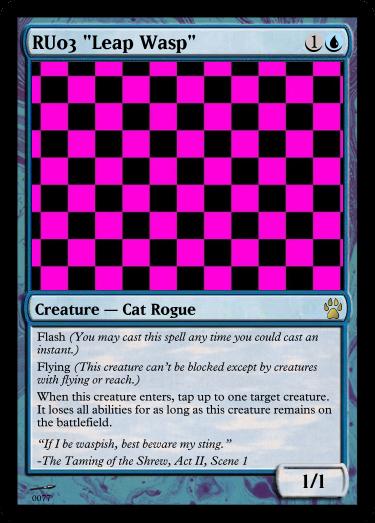 RU03 "Leap Wasp"
1
Creature — Cat Rogue
Flash (You may cast this spell any time you could cast an
instant.)
Flying (This creature can't be blocked except by creatures
with flying or reach.)
When this creature enters, tap up to one target creature.
It loses all abilities for as long as this creature remains on
the battlefield.
“If I be waspish, best beware my sting.”
-The Taming of the Shrew, Act II, Scene 1
1/1
0077